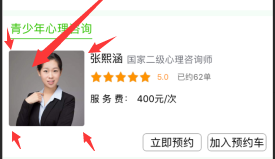 青少年心理咨询
张熙涵 国家二级心理咨询师
5.0 已约62单
服 务 费： 400元/次
立即预约 加入预约车